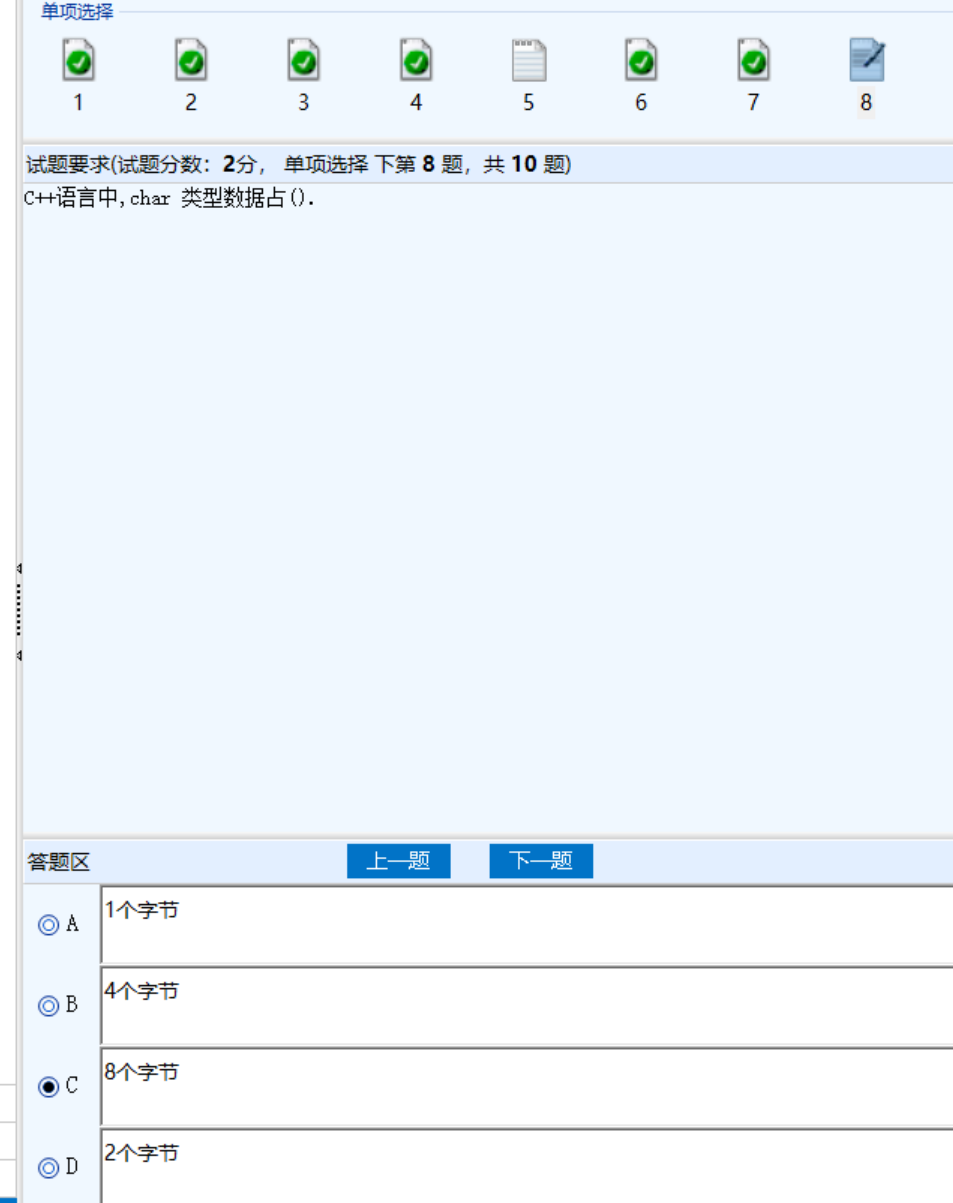 单项选择
1 2 3 4 5 6 7 8
试题要求(试题分数：2分， 单项选择 下第 8 题，共 10 题)
C++语言中,char 类型数据占().
答题区 上一题 下一题
A 1个字节
B 4个字节
C 8个字节
D 2个字节